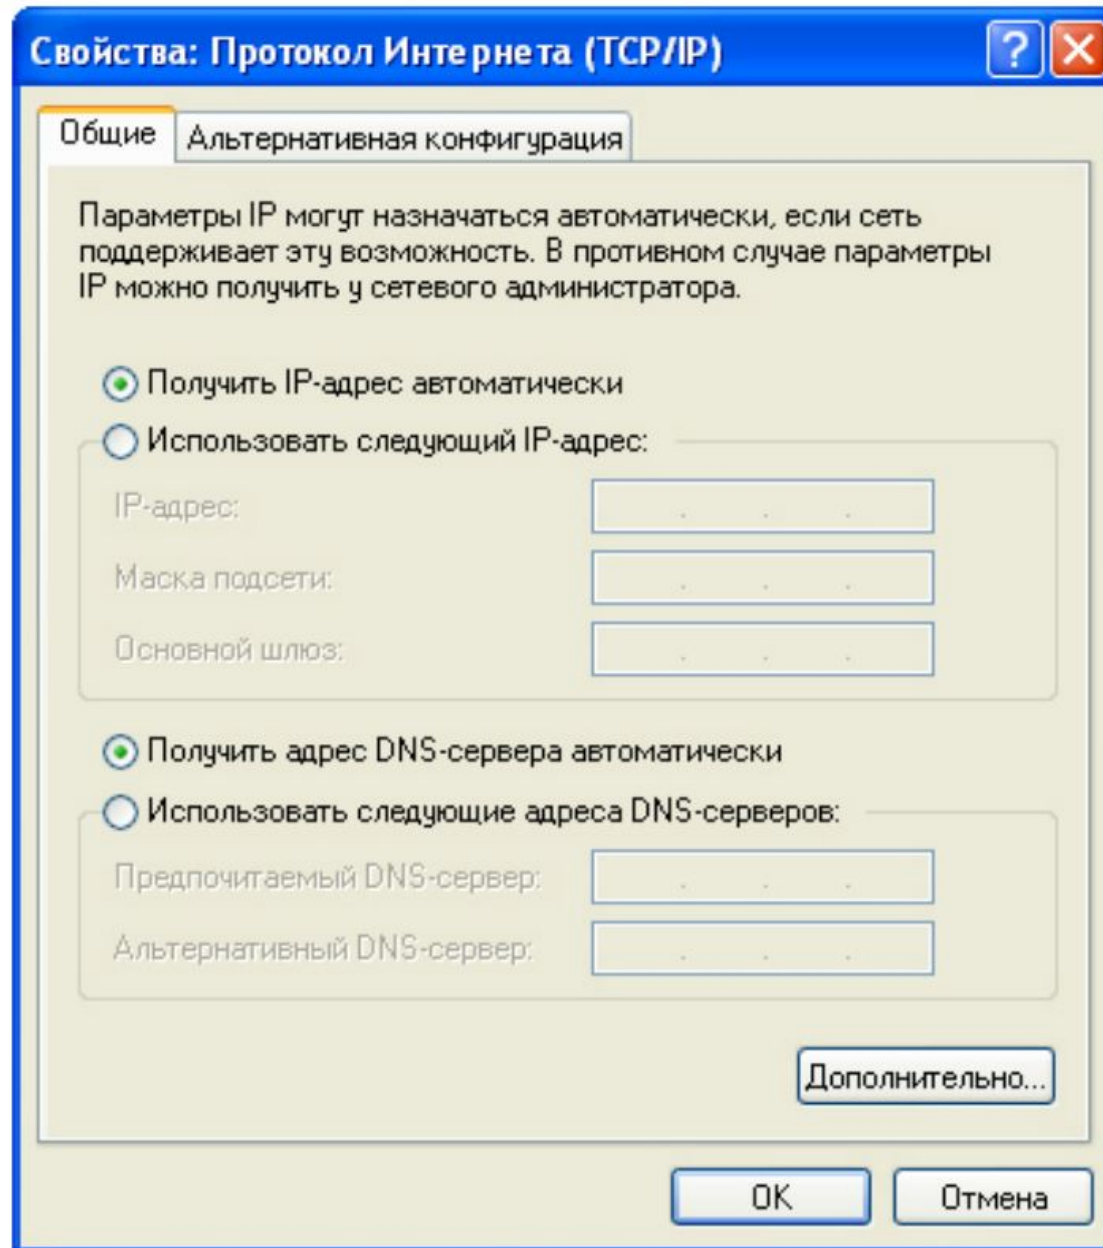 Свойства: Протокол Интернета (TCP/IP)
Общие
Альтернативная конфигурация
Параметры IP могут назначаться автоматически, если сеть
поддерживает эту возможность. В противном случае параметры
IP можно получить у сетевого администратора.
Получить IP-адрес автоматически
Использовать следующий IP-адрес:
IP-адрес:
Маска подсети:
Основной шлюз:
Получить адрес DNS-сервера автоматически
Использовать следующие адреса DNS-серверов:
Предпочитаемый DNS-сервер:
Альтернативный DNS-сервер:
Дополнительно...
OK
Отмена